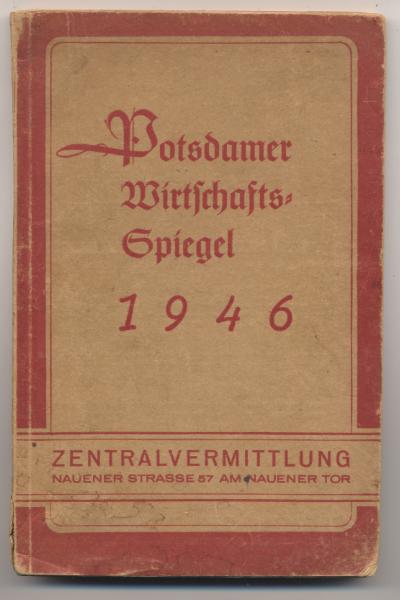 Potsdamer
Wirtschafts-
Spiegel
1946
ZENTRALVERMITTLUNG
NAUENER STRASSE 57 AM NAUENER TOR